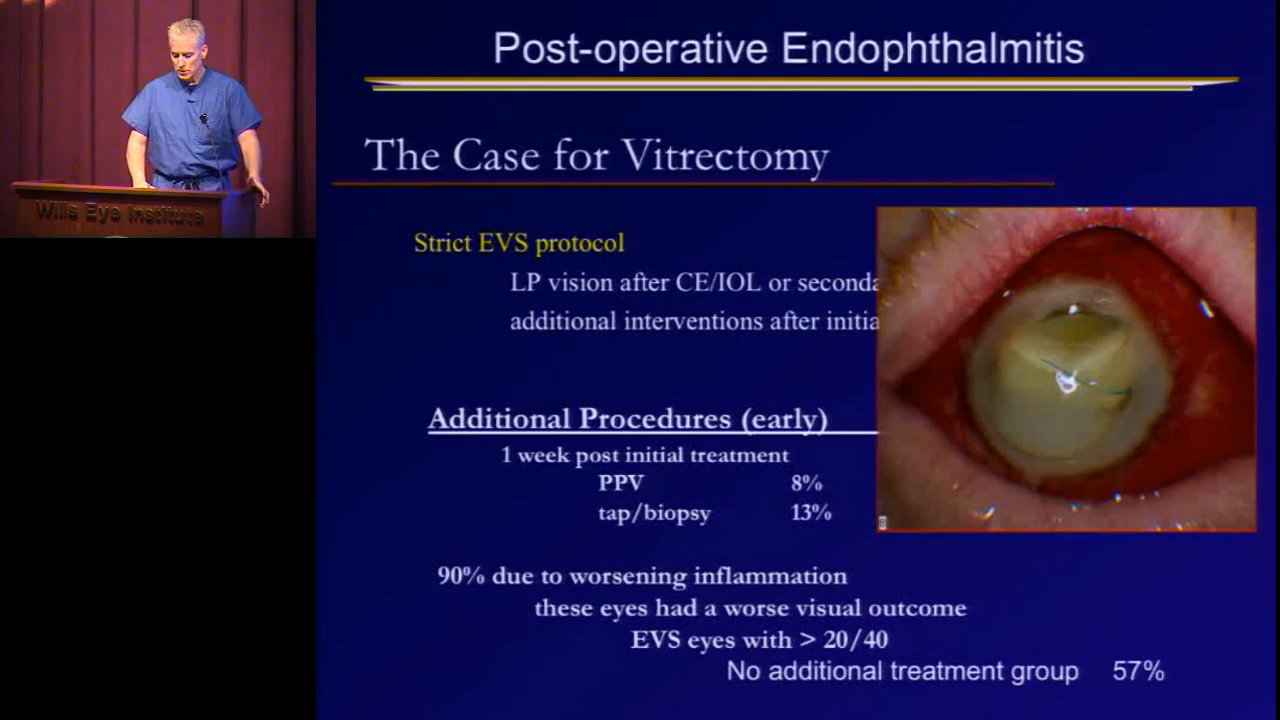 Post-operative Endophthalmitis
The Case for Vitrectomy
Wills Eye Institute
Strict EVS protocol
LP vision after CE/IOL or seconda
additional interventions after initia
Additional Procedures (early)
1 week post initial treatment
PPV 8%
tap/biopsy 13%
90% due to worsening inflammation
these eyes had a worse visual outcome
EVS eyes with > 20/40
No additional treatment group 57%